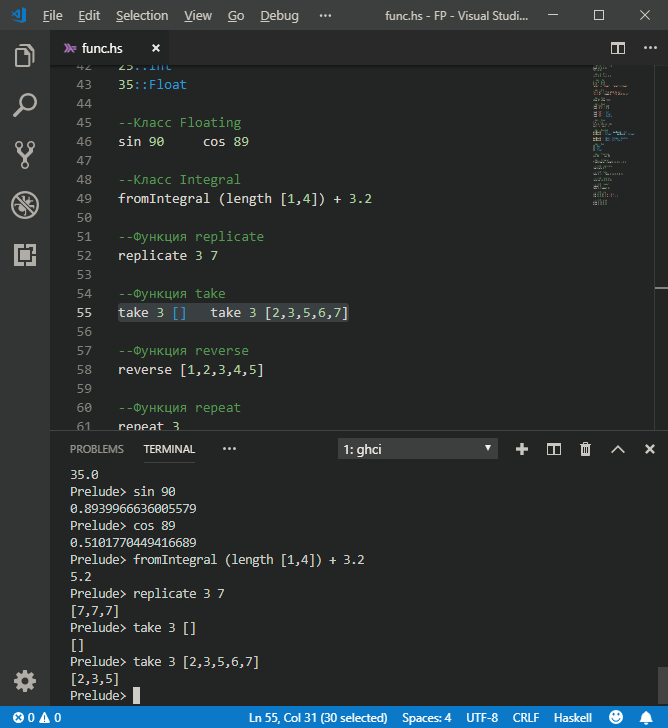 File Edit Selection View Go Debug ··· func.hs - FP - Visual Studi...
func.hs
42 25::Int
43 35::Float
44
45 --Класс Floating
46 sin 90     cos 89
47
48 --Класс Integral
49 fromIntegral (length [1,4]) + 3.2
50
51 --Функция replicate
52 replicate 3 7
53
54 --Функция take
55 take 3 []   take 3 [2,3,5,6,7]
56
57 --Функция reverse
58 reverse [1,2,3,4,5]
59
60 --Функция repeat
61 repeat 3
PROBLEMS TERMINAL ··· 1: ghci
35.0
Prelude> sin 90
0.8939966636005579
Prelude> cos 89
0.5101770449416689
Prelude> fromIntegral (length [1,4]) + 3.2
5.2
Prelude> replicate 3 7
[7,7,7]
Prelude> take 3 []
[]
Prelude> take 3 [2,3,5,6,7]
[2,3,5]
Prelude>
0 0 Ln 55, Col 31 (30 selected) Spaces: 4 UTF-8 CRLF Haskell